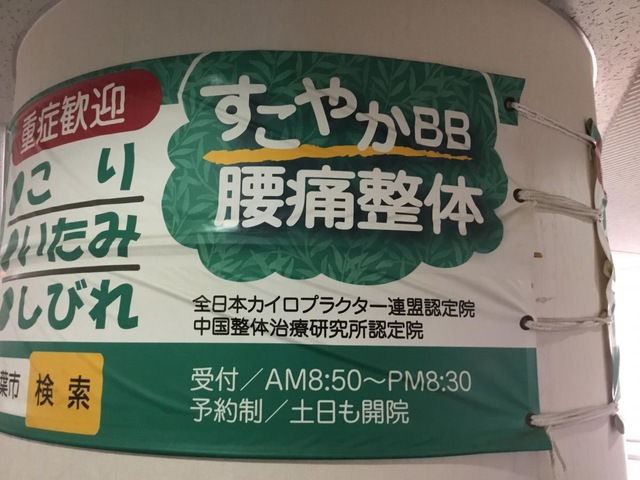 重症歓迎
こり
いたみ
しびれ
すこやかBB
腰痛整体
全日本カイロプラクター連盟認定院
中国整体治療研究所認定院
葉市 検索
受付／AM8:50～PM8:30
予約制／土日も開院